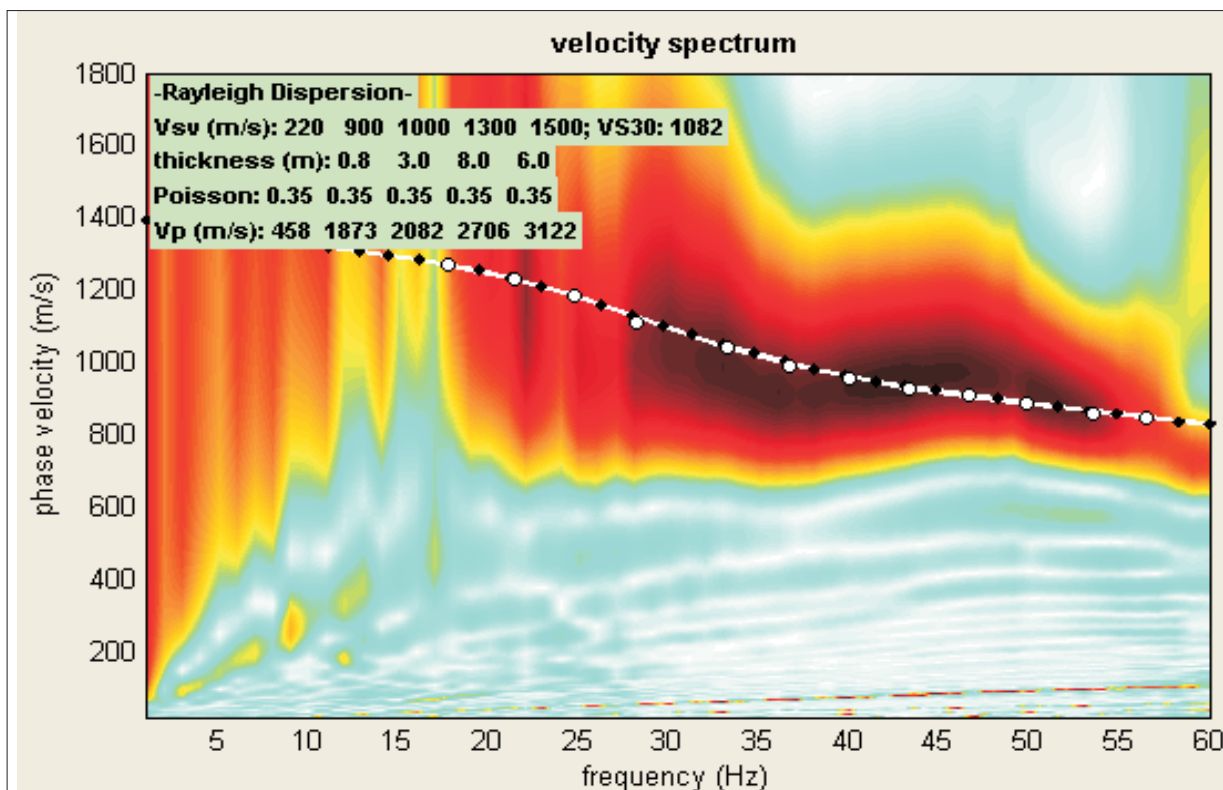 velocity spectrum
-Rayleigh Dispersion-
Vsv (m/s): 220 900 1000 1300 1500; VS30: 1082
thickness (m): 0.8 3.0 8.0 6.0
Poisson: 0.35 0.35 0.35 0.35 0.35
Vp (m/s): 458 1873 2082 2706 3122
phase velocity (m/s)
1800
1600
1400
1200
1000
800
600
400
200
5 10 15 20 25 30 35 40 45 50 55 60
frequency (Hz)